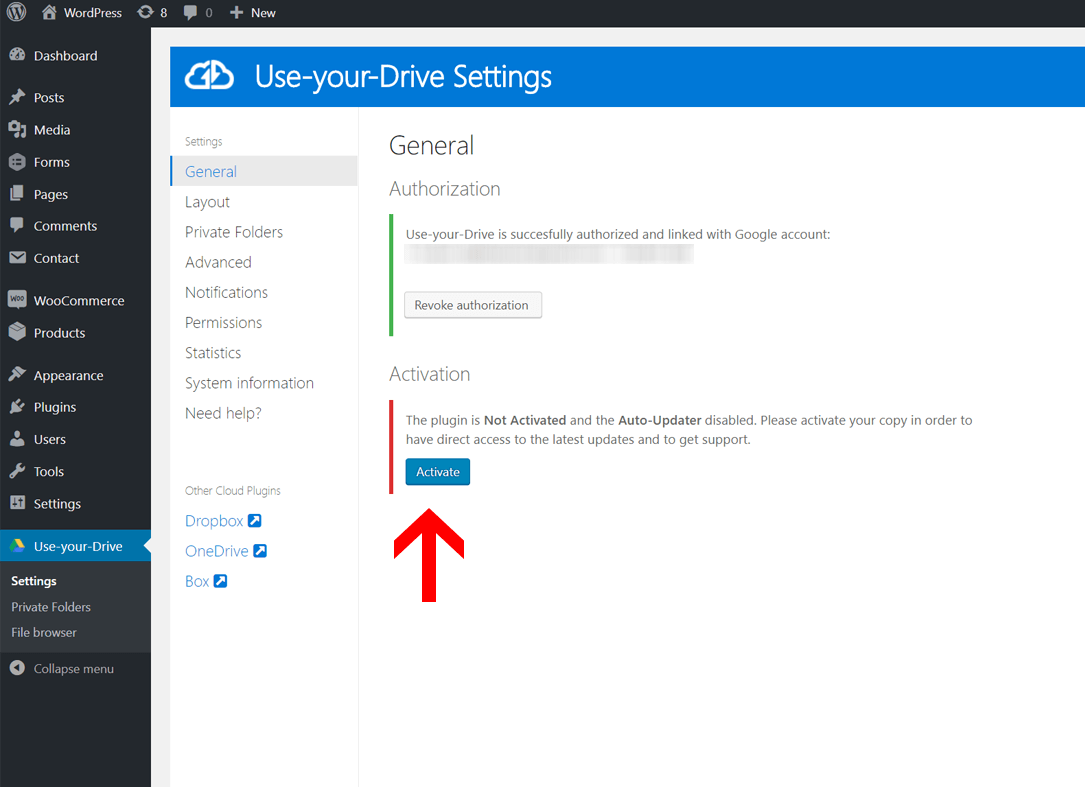 WordPress 8 0 New
Dashboard
Posts
Media
Forms
Pages
Comments
Contact
WOO WooCommerce
Products
Appearance
Plugins
Users
Tools
Settings
Use-your-Drive
Settings
Private Folders
File browser
Collapse menu
Use-your-Drive Settings
Settings
General
Layout
Private Folders
Advanced
Notifications
Permissions
Statistics
System information
Need help?
Other Cloud Plugins
Dropbox
OneDrive
Box
General
Authorization
Use-your-Drive is succesfully authorized and linked with Google account:
Revoke authorization
Activation
The plugin is Not Activated and the Auto-Updater disabled. Please activate your copy in order to
have direct access to the latest updates and to get support.
Activate